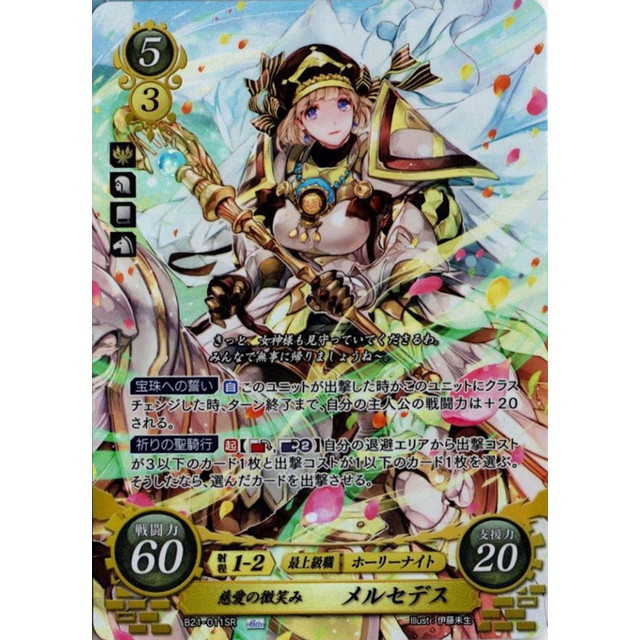 5
3
きっと、女神様も見守っていてくださるわ。
みんなで無事に帰りましょうね~。
宝珠への誓い 自 このユニットが出撃した時かこのユニットにクラス
チェンジした時、ターン終了まで、自分の主人公の戦闘力は+20
される。
祈りの聖騎行 起【 、 2】自分の退避エリアから出撃コスト
が3以下のカード1枚と出撃コストが1以下のカード1枚を選ぶ。
そうしたなら、選んだカードを出撃させる。
戦闘力
60
射程 1-2 最上級職 ホーリーナイト
支援力
20
慈愛の微笑み メルセデス
B21-011SR 6th Illust:伊藤未生